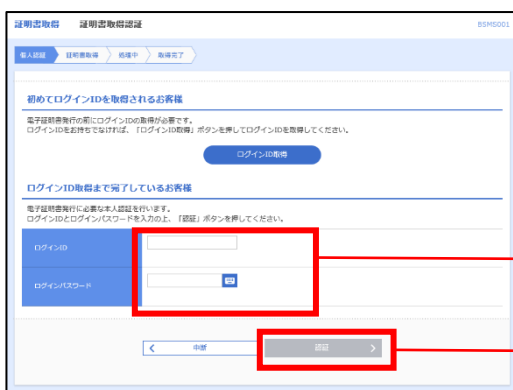 証明書取得 証明書取得認証 BSMS001
個人認証 証明書取得 処理中 取得完了
初めてログインIDを取得されるお客様
電子証明書発行の前にログインIDの取得が必要です。
ログインIDをお持ちでなければ、「ログインID取得」ボタンを押してログインIDを取得してください。
ログインID取得
ログインID取得まで完了しているお客様
電子証明書発行に必要な本人認証を行います。
ログインIDとログインパスワードを入力の上、「認証」ボタンを押してください。
ログインID
ログインパスワード
中断 認証